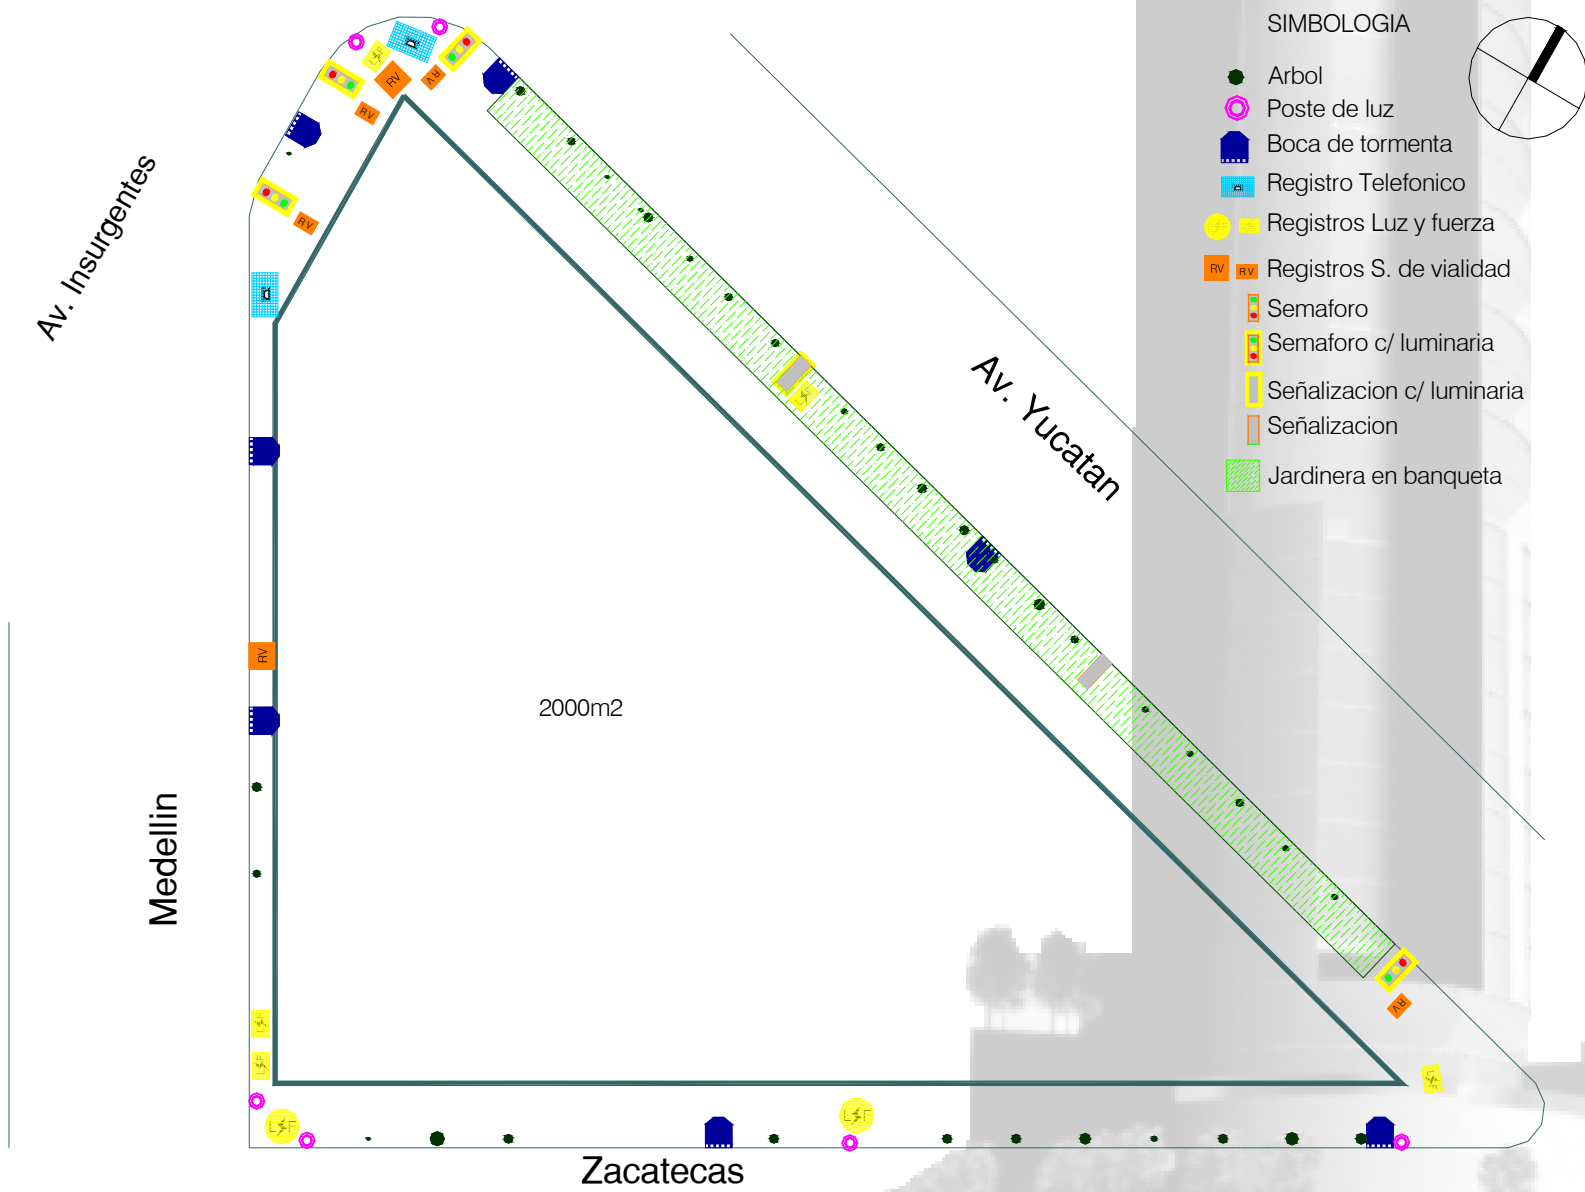 SIMBOLOGIA
Arbol
Poste de luz
Boca de tormenta
Registro Telefonico
Registros Luz y fuerza
RV RV Registros S. de vialidad
Semaforo
Semaforo c/ luminaria
Señalizacion c/ luminaria
Señalizacion
Jardinera en banqueta
Av. Insurgentes
Av. Yucatan
Medellin
Zacatecas
2000m2
RV
RV
RV
RV
RV
RV
L F
L F
L F
L F
L F
L F
L F